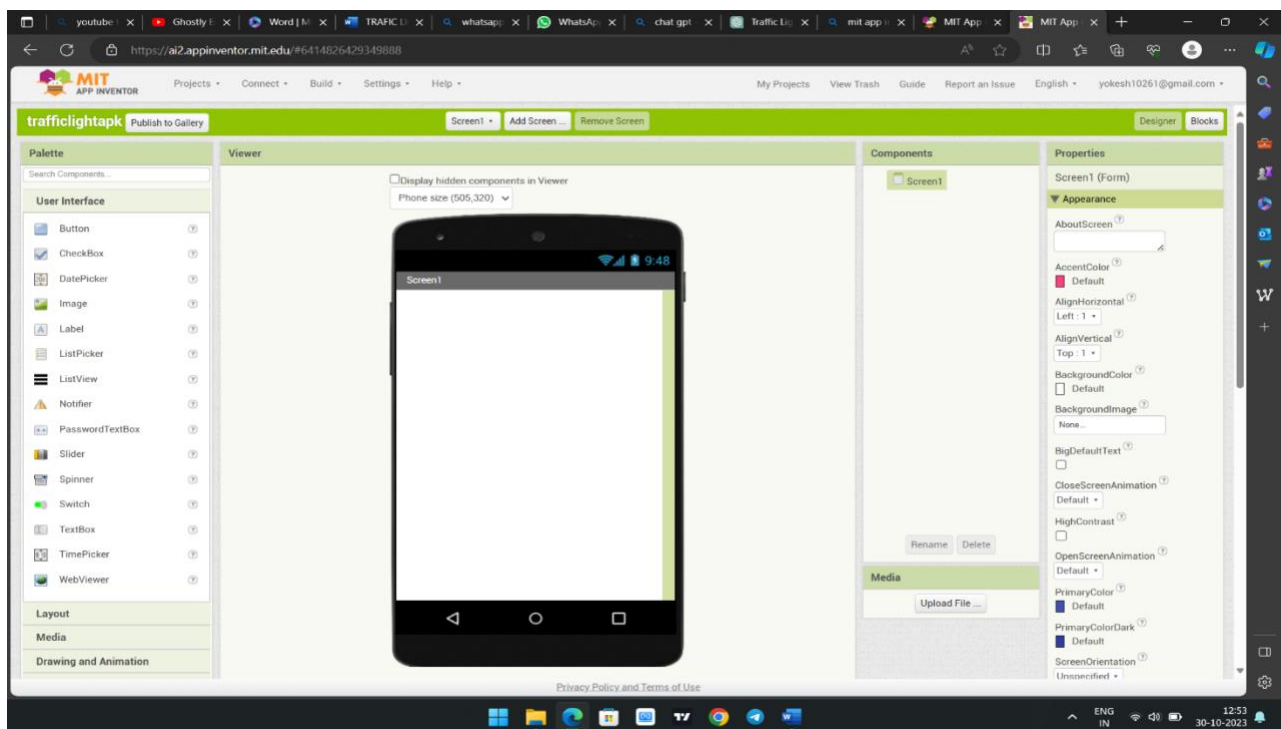 youtube
Ghostly E
Word | M
TRAFIC LI
whatsapp
WhatsAp
chat gpt
Traffic Lig
mit app in
MIT App
MIT App I
https://ai2.appinventor.mit.edu/#6414826429349888
MIT
APP INVENTOR
Projects
Connect
Build
Settings
Help
My Projects
View Trash
Guide
Report an Issue
English
yokesh10261@gmail.com
trafficlightapk
Publish to Gallery
Screen1
Add Screen ...
Remove Screen
Designer
Blocks
Palette
Search Components...
User Interface
Button
CheckBox
DatePicker
Image
Label
ListPicker
ListView
Notifier
PasswordTextBox
Slider
Spinner
Switch
TextBox
TimePicker
WebViewer
Layout
Media
Drawing and Animation
Viewer
Display hidden components in Viewer
Phone size (505,320)
9:48
Screen1
Components
Screen1
Rename
Delete
Media
Upload File ...
Properties
Screen1 (Form)
Appearance
AboutScreen
AccentColor
Default
AlignHorizontal
Left : 1
AlignVertical
Top : 1
BackgroundColor
Default
BackgroundImage
None...
BigDefaultText
CloseScreenAnimation
Default
HighContrast
OpenScreenAnimation
Default
PrimaryColor
Default
PrimaryColorDark
Default
ScreenOrientation
Unspecified
Privacy Policy and Terms of Use
ENG
IN
12:53
30-10-2023